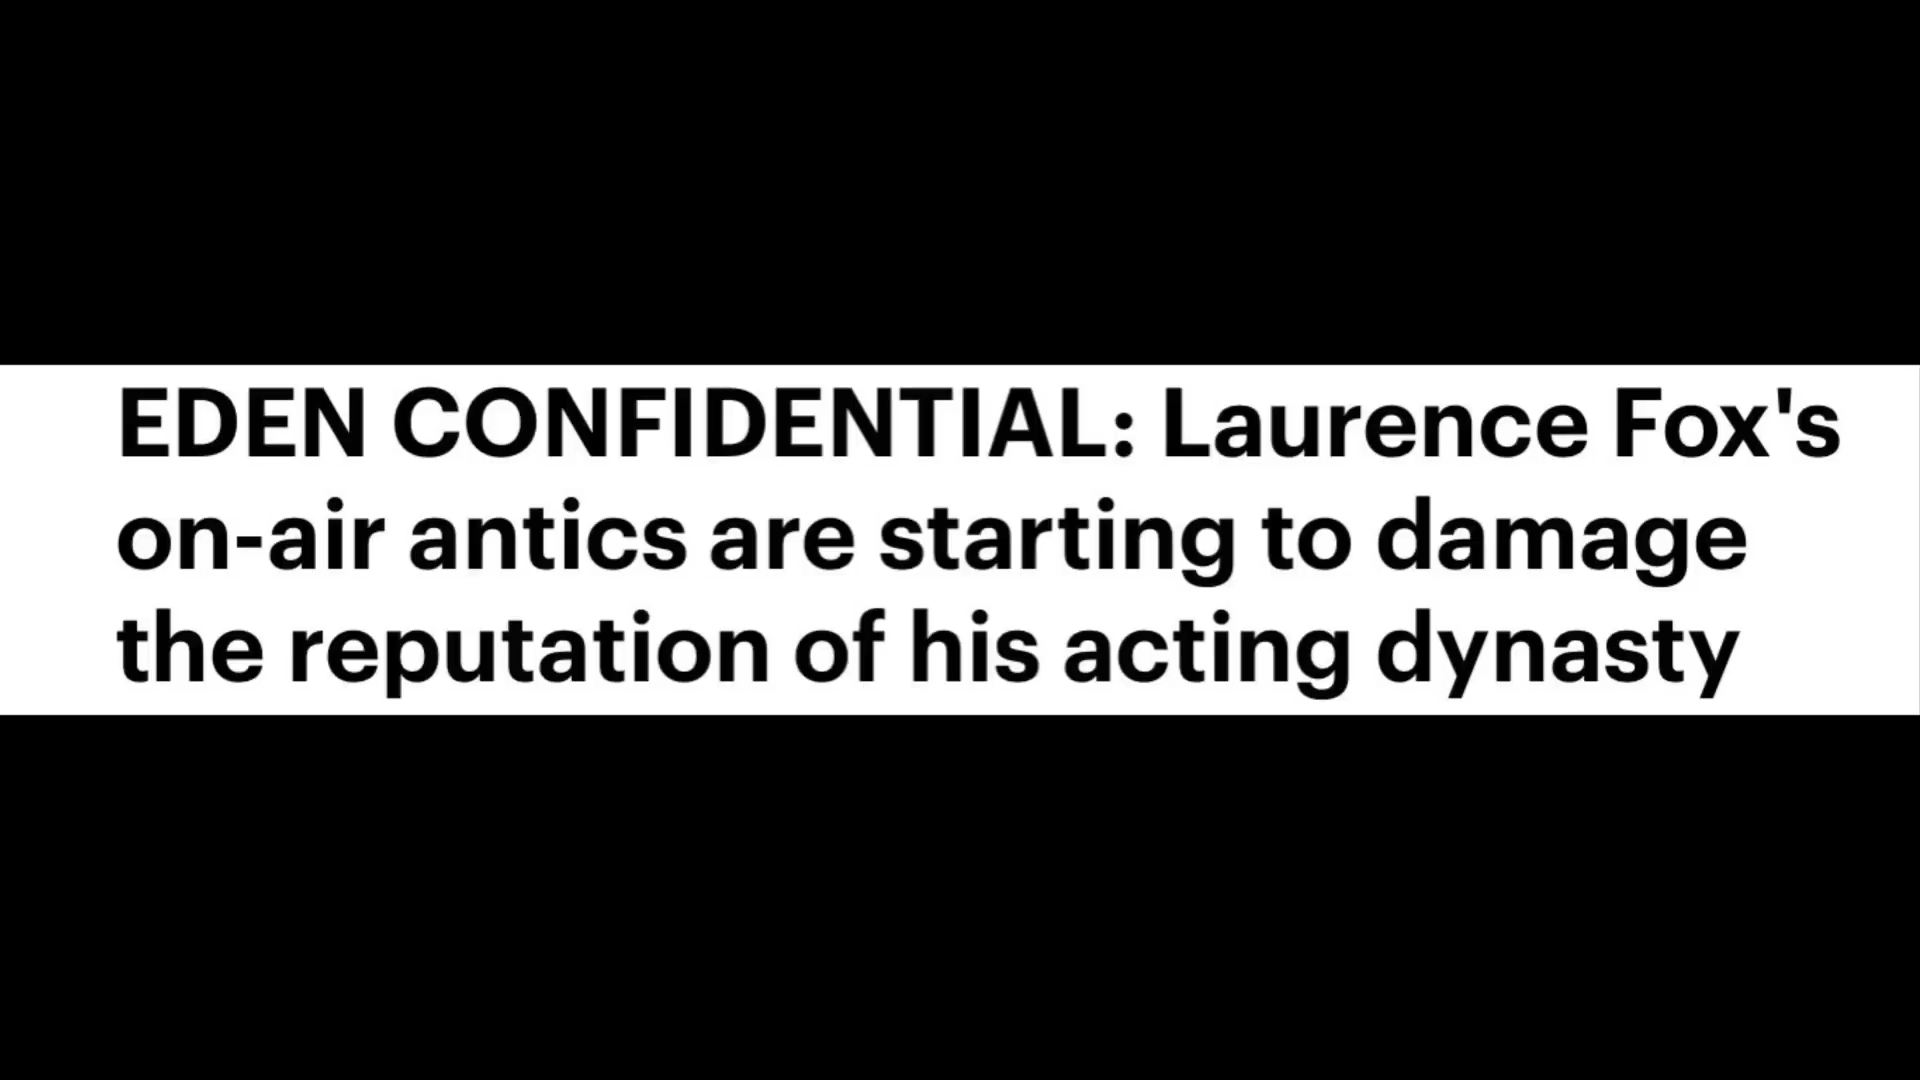 EDEN CONFIDENTIAL: Laurence Fox's
on-air antics are starting to damage
the reputation of his acting dynasty